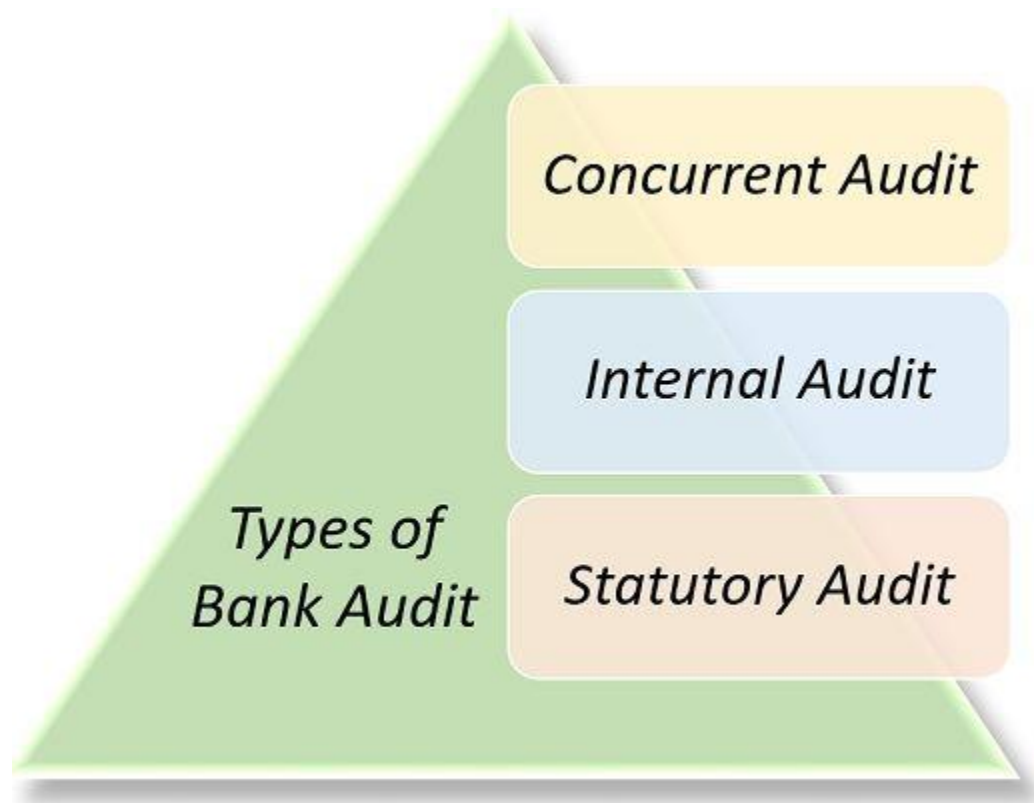 Concurrent Audit
Internal Audit
Types of
Bank Audit
Statutory Audit